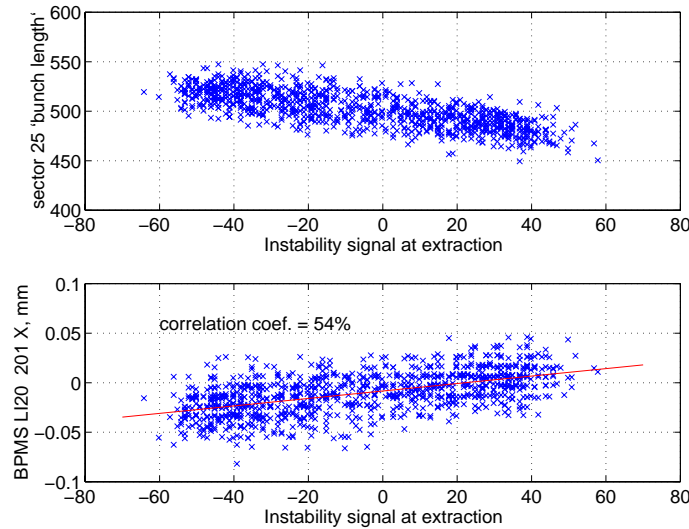 600
550
500
450
400
sector 25 ‘bunch length‘
−80 −60 −40 −20 0 20 40 60 80
Instability signal at extraction
0.1
0.05
0
−0.05
−0.1
BPMS LI20 201 X, mm
correlation coef. = 54%
−80 −60 −40 −20 0 20 40 60 80
Instability signal at extraction